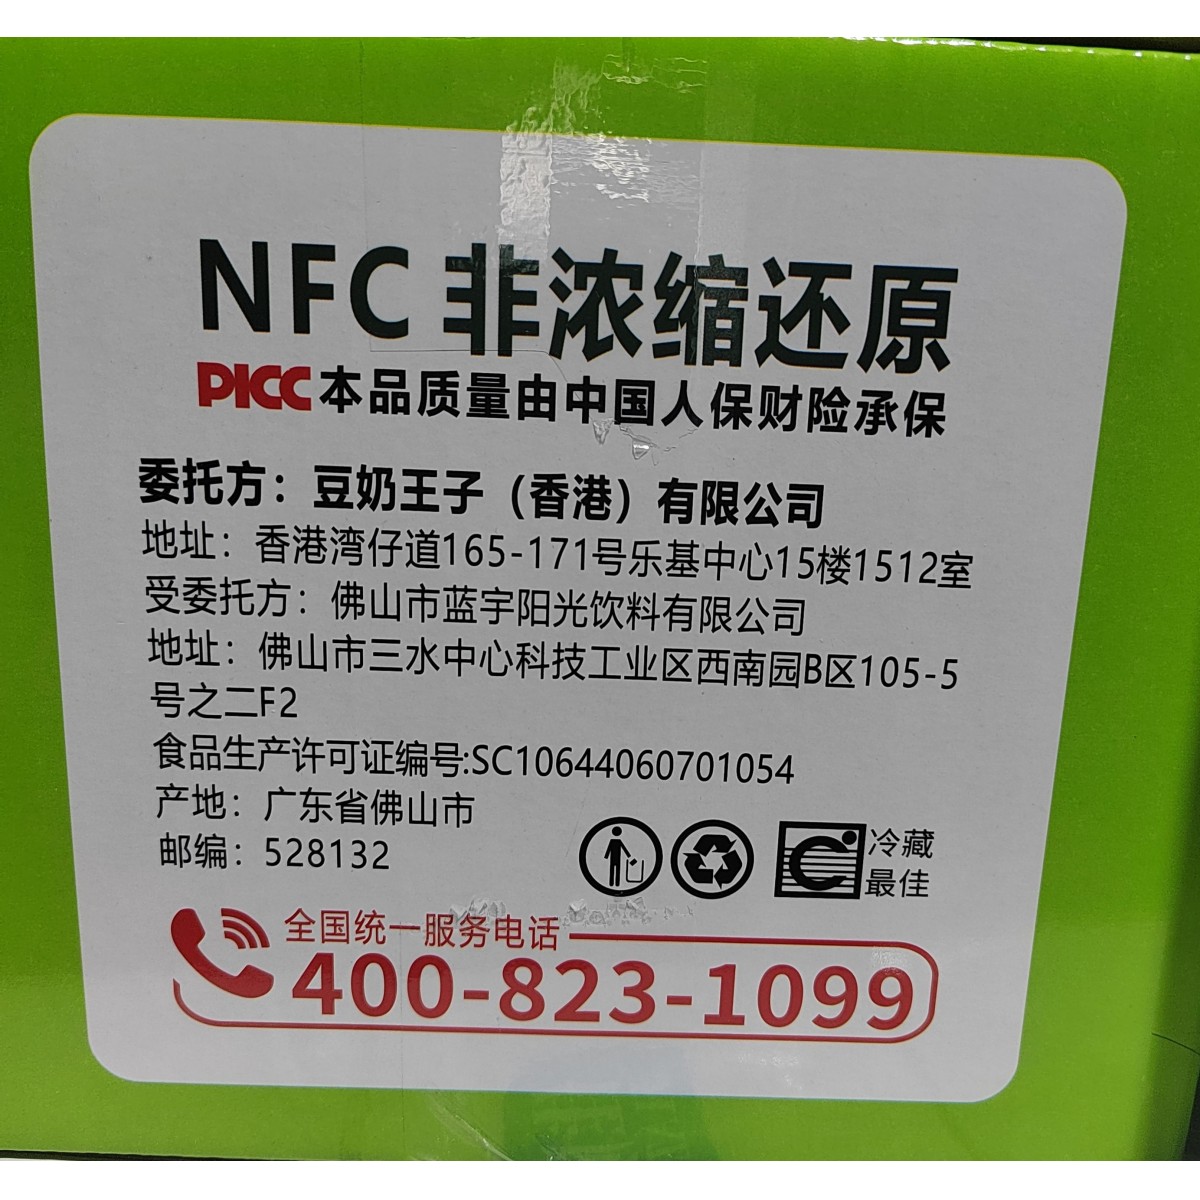 NFC 非浓缩还原
PICC 本品质量由中国人保财险承保
委托方：豆奶王子（香港）有限公司
地址：香港湾仔道165-171号乐基中心15楼1512室
受委托方：佛山市蓝宇阳光饮料有限公司
地址：佛山市三水中心科技工业区西南园B区105-5
号之二F2
食品生产许可证编号:SC10644060701054
产地：广东省佛山市
邮编：528132
冷藏
最佳
全国统一服务电话
400-823-1099